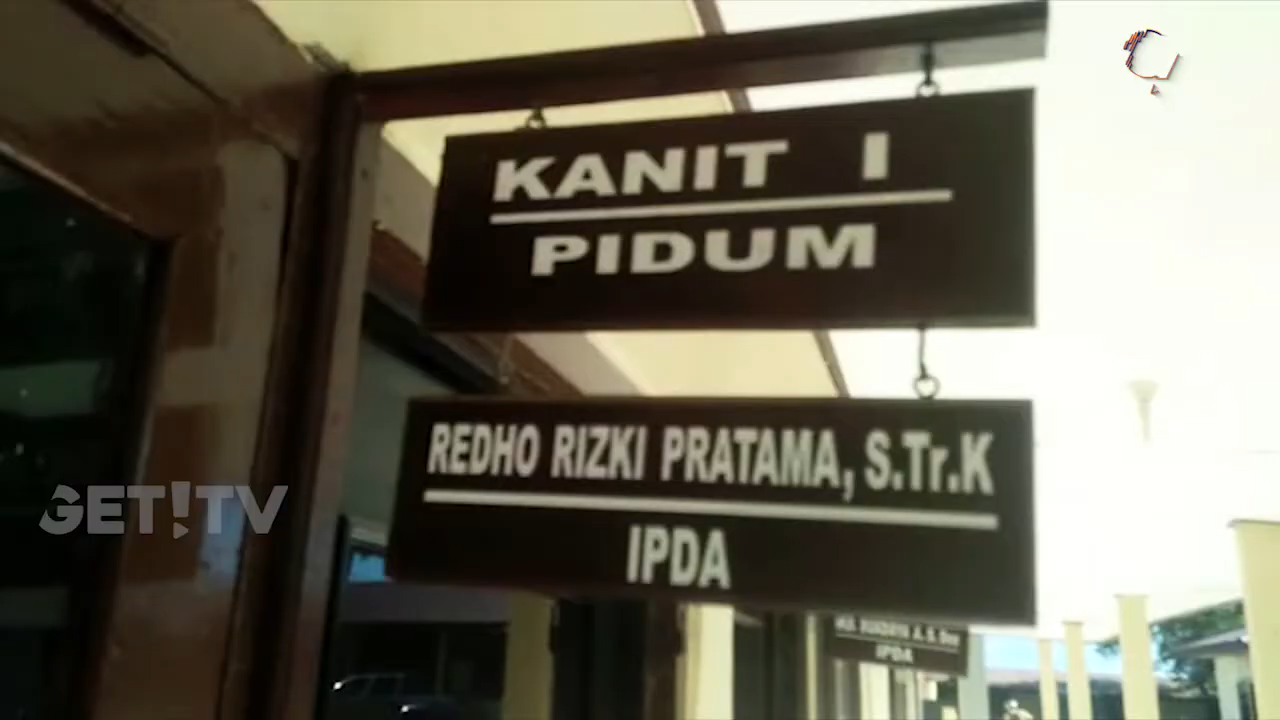 KANIT I
PIDUM
REDHO RIZKI PRATAMA, S.Tr.K
IPDA
GET!TV
IPDA